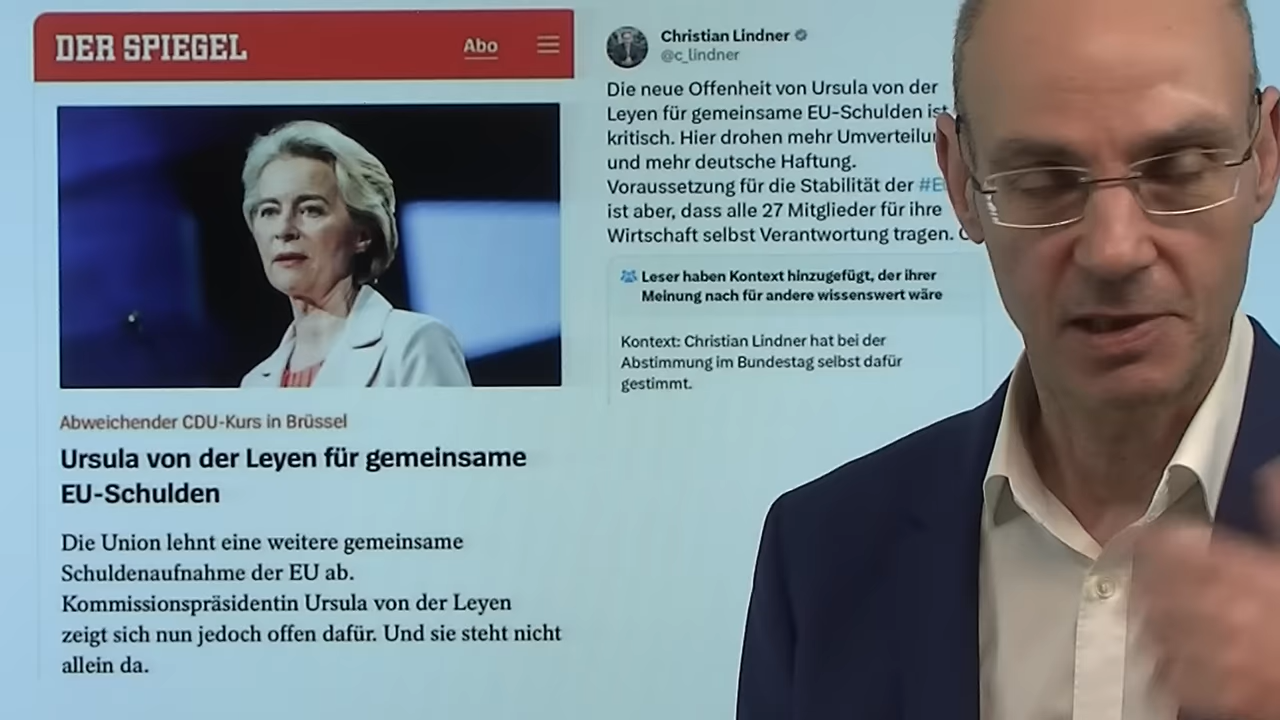 DER SPIEGEL
Abo
Abweichender CDU-Kurs in Brüssel
Ursula von der Leyen für gemeinsame
EU-Schulden
Die Union lehnt eine weitere gemeinsame
Schuldenaufnahme der EU ab.
Kommissionspräsidentin Ursula von der Leyen
zeigt sich nun jedoch offen dafür. Und sie steht nicht
allein da.
Christian Lindner
@c_lindner
Die neue Offenheit von Ursula von der
Leyen für gemeinsame EU-Schulden ist
kritisch. Hier drohen mehr
und mehr deutsche Haftung.
Voraussetzung für die Stabilität der
ist aber, dass alle 27 Mitglieder für ihre
Wirtschaft selbst Verantwortung tragen.
Leser haben Kontext hinzugefügt, der ihrer
Meinung nach für andere wissenswert wäre
Kontext: Christian Lindner hat bei der
Abstimmung im Bundestag selbst dafür
gestimmt.